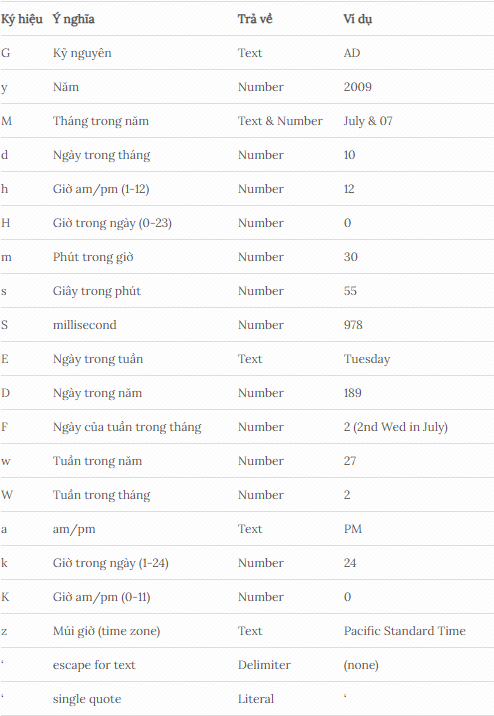 Ký hiệu Ý nghĩa Trả về Ví dụ
G Kỷ nguyên Text AD
y Năm Number 2009
M Tháng trong năm Text & Number July & 07
d Ngày trong tháng Number 10
h Giờ am/pm (1-12) Number 12
H Giờ trong ngày (0-23) Number 0
m Phút trong giờ Number 30
s Giây trong phút Number 55
S millisecond Number 978
E Ngày trong tuần Text Tuesday
D Ngày trong năm Number 189
F Ngày của tuần trong tháng Number 2 (2nd Wed in July)
w Tuần trong năm Number 27
W Tuần trong tháng Number 2
a am/pm Text PM
k Giờ trong ngày (1-24) Number 24
K Giờ am/pm (0-11) Number 0
z Múi giờ (time zone) Text Pacific Standard Time
‘ escape for text Delimiter (none)
‘ single quote Literal ‘